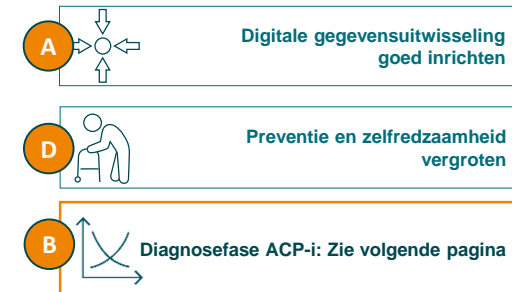 A
Digitale gegevensuitwisseling
goed inrichten
D
Preventie en zelfredzaamheid
vergroten
B
Diagnosefase ACP-i: Zie volgende pagina